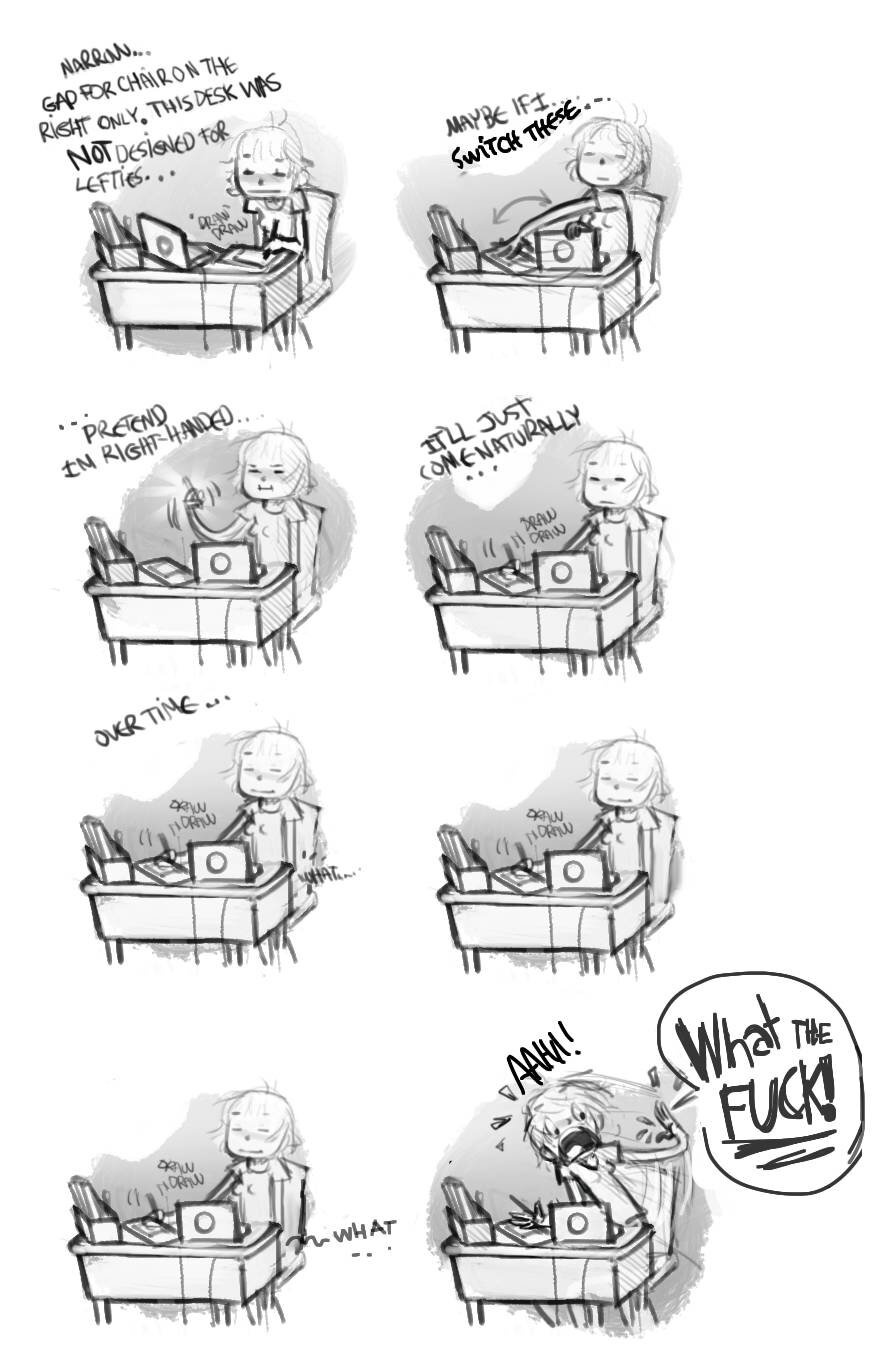 NARROW...
GAP FOR CHAIR ON THE
RIGHT ONLY. THIS DESK WAS
NOT DESIGNED FOR
LEFTIES...
"DRAW"
DRAW
MAYBE IF I....
SWITCH THESE...
...PRETEND
IM RIGHT-HANDED...
IT'LL JUST
COME NATURALLY
...
DRAW
DRAW
OVER TIME...
DRAW
DRAW
WHAT...
DRAW
DRAW
DRAW
DRAW
WHAT
...
AAHH!
What THE
FUCK!